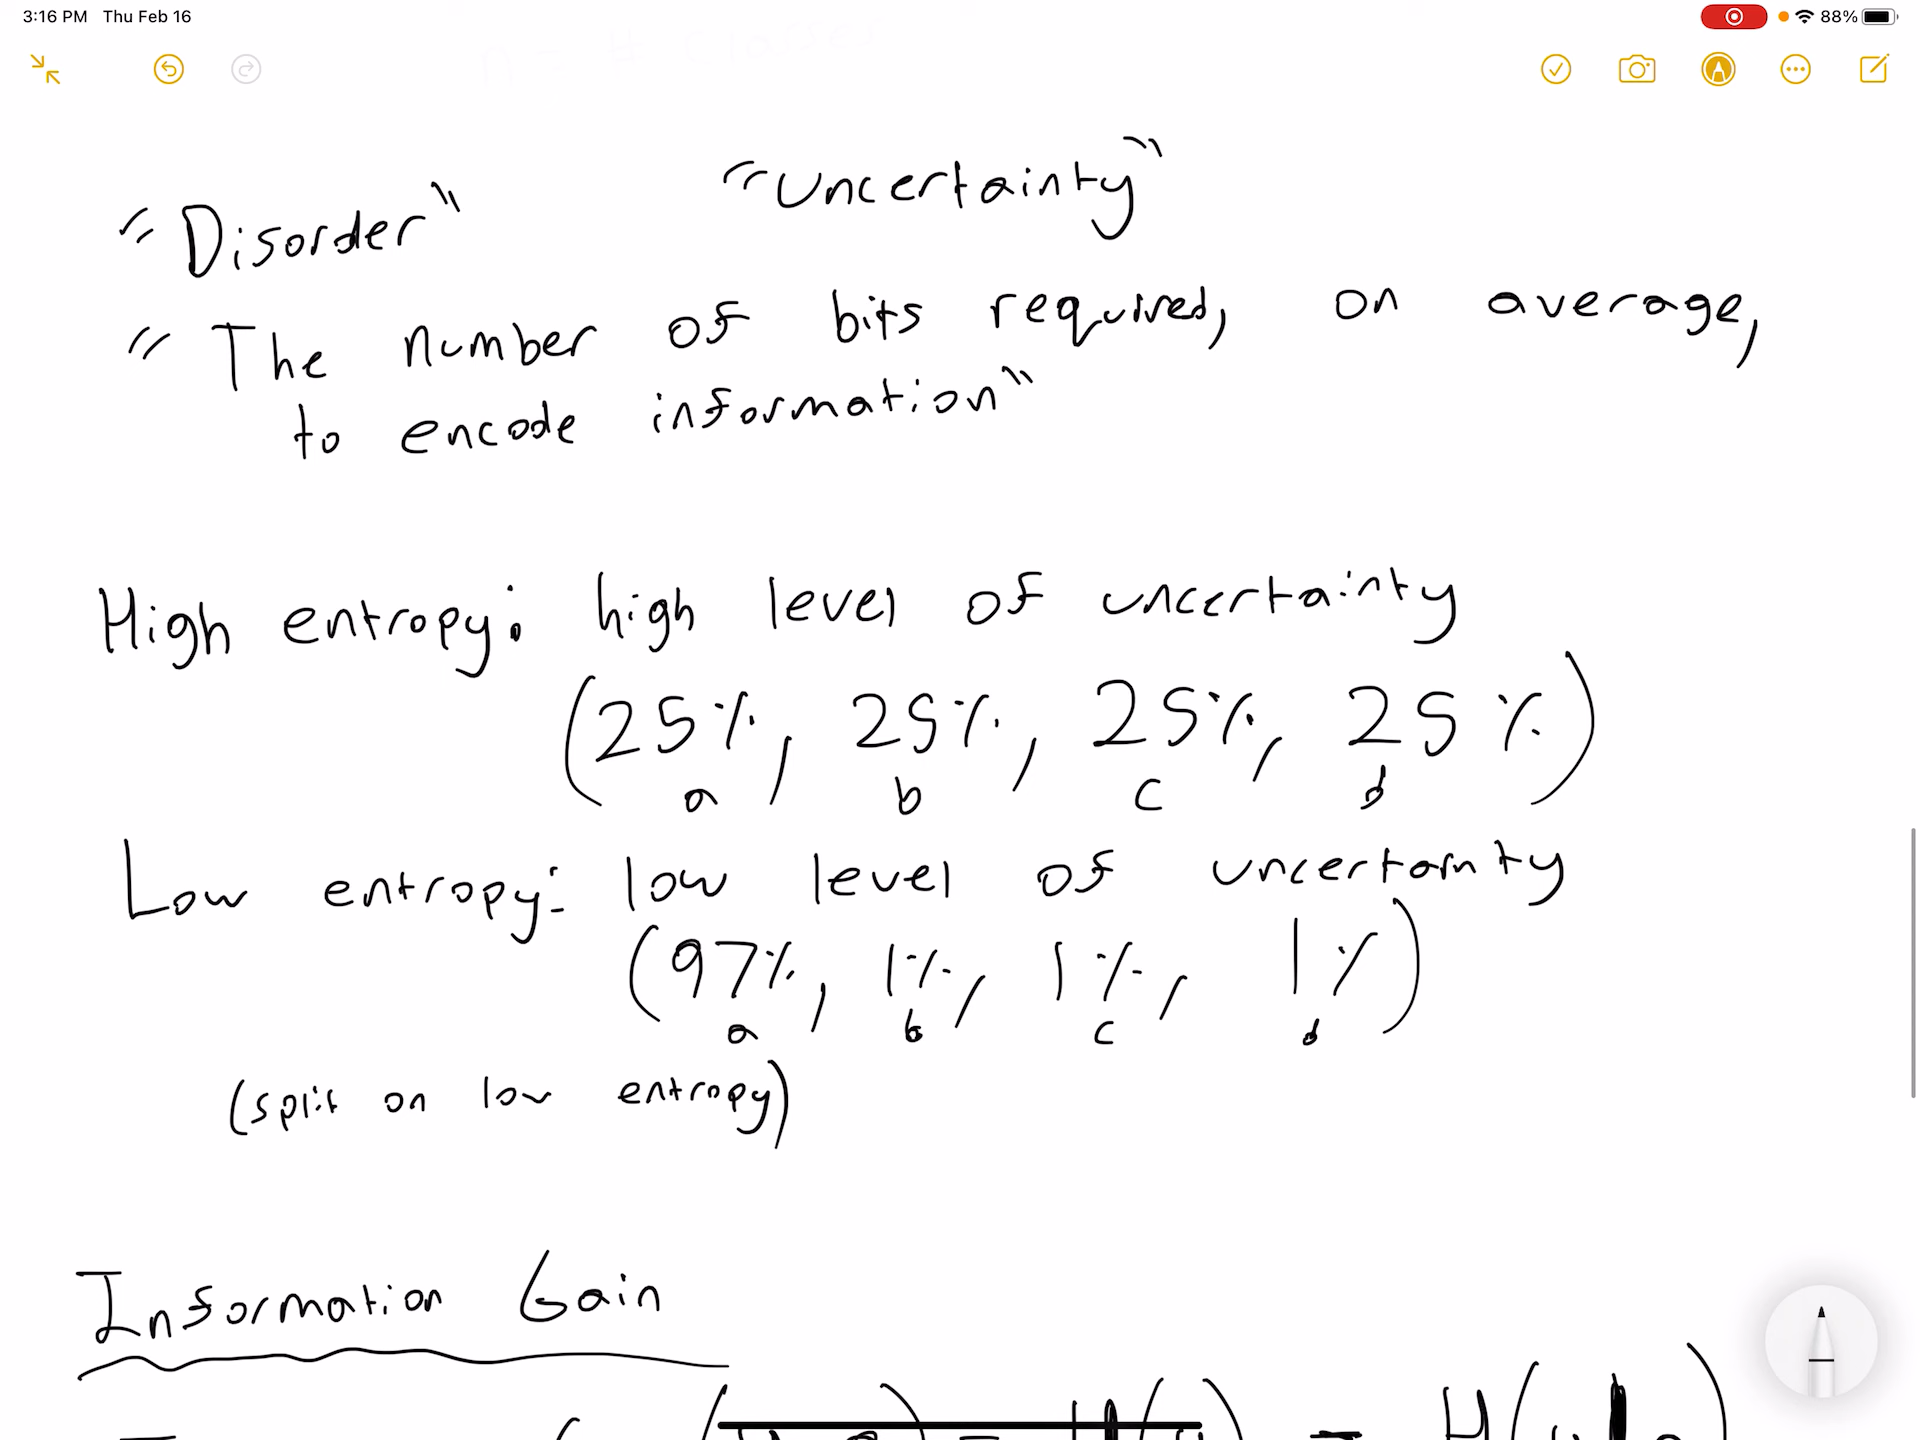 3:16 PM Thu Feb 16
88%
"Disorder" "Uncertainty"
"The number of bits required, on average,
to encode information"
High entropy: high level of uncertainty
(25%, 25%, 25%, 25%)
a b c d
Low entropy: low level of uncertainty
(97%, 1%, 1%, 1%)
a b c d
(split on low entropy)
Information Gain